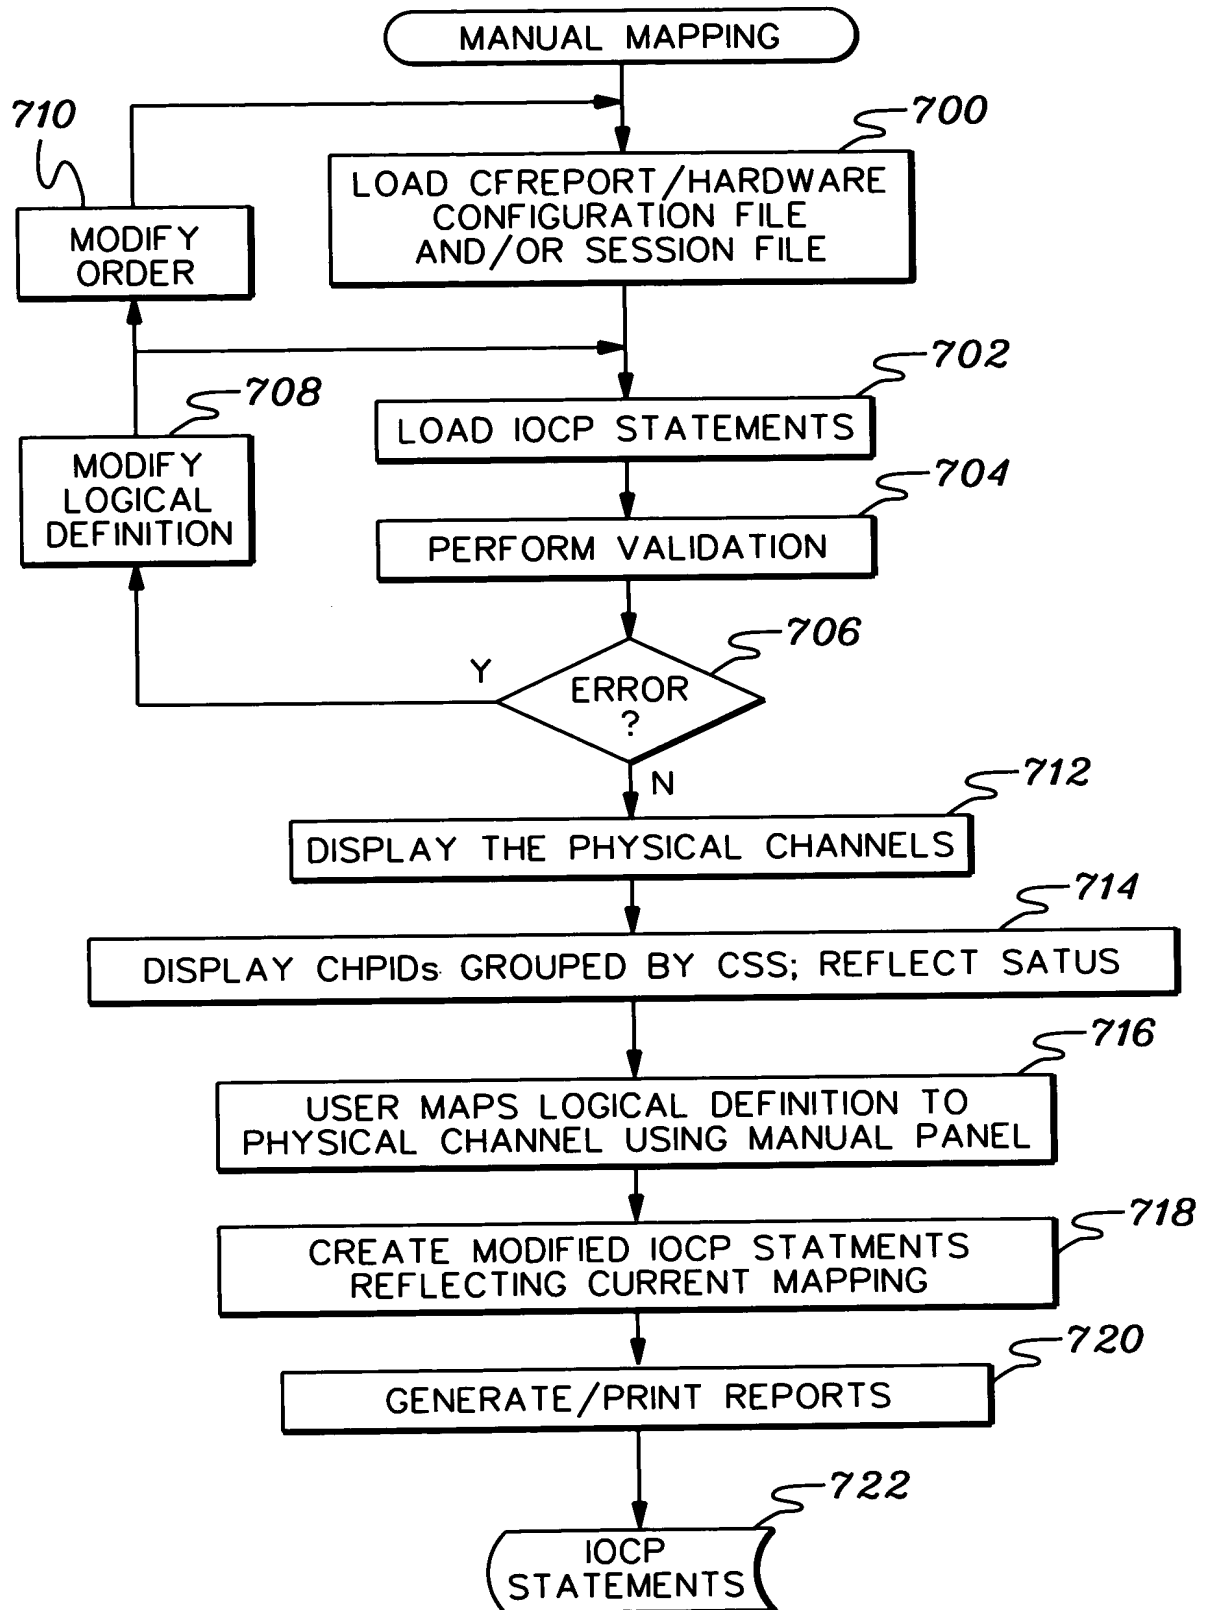 MANUAL MAPPING
710
700
LOAD CFREPORT/HARDWARE
CONFIGURATION FILE
AND/OR SESSION FILE
MODIFY
ORDER
702
708
LOAD IOCP STATEMENTS
MODIFY
LOGICAL
DEFINITION
704
PERFORM VALIDATION
706
Y
ERROR
?
N
712
DISPLAY THE PHYSICAL CHANNELS
714
DISPLAY CHPIDs GROUPED BY CSS; REFLECT SATUS
716
USER MAPS LOGICAL DEFINITION TO
PHYSICAL CHANNEL USING MANUAL PANEL
718
CREATE MODIFIED IOCP STATMENTS
REFLECTING CURRENT MAPPING
720
GENERATE/PRINT REPORTS
722
IOCP
STATEMENTS